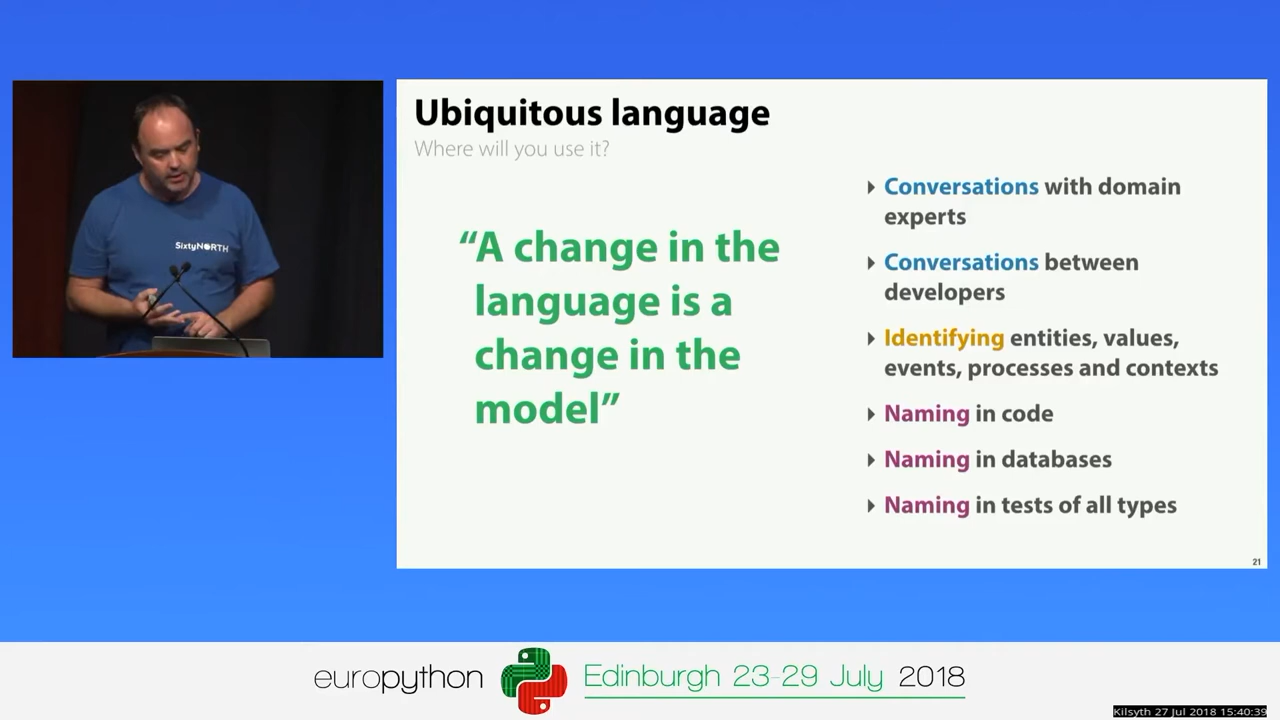 SixtyNORTH
Ubiquitous language
Where will you use it?
“A change in the
language is a
change in the
model”
Conversations with domain
experts
Conversations between
developers
Identifying entities, values,
events, processes and contexts
Naming in code
Naming in databases
Naming in tests of all types
21
europython
Edinburgh 23-29 July 2018
Kilsyth 27 Jul 2018 15:40:39